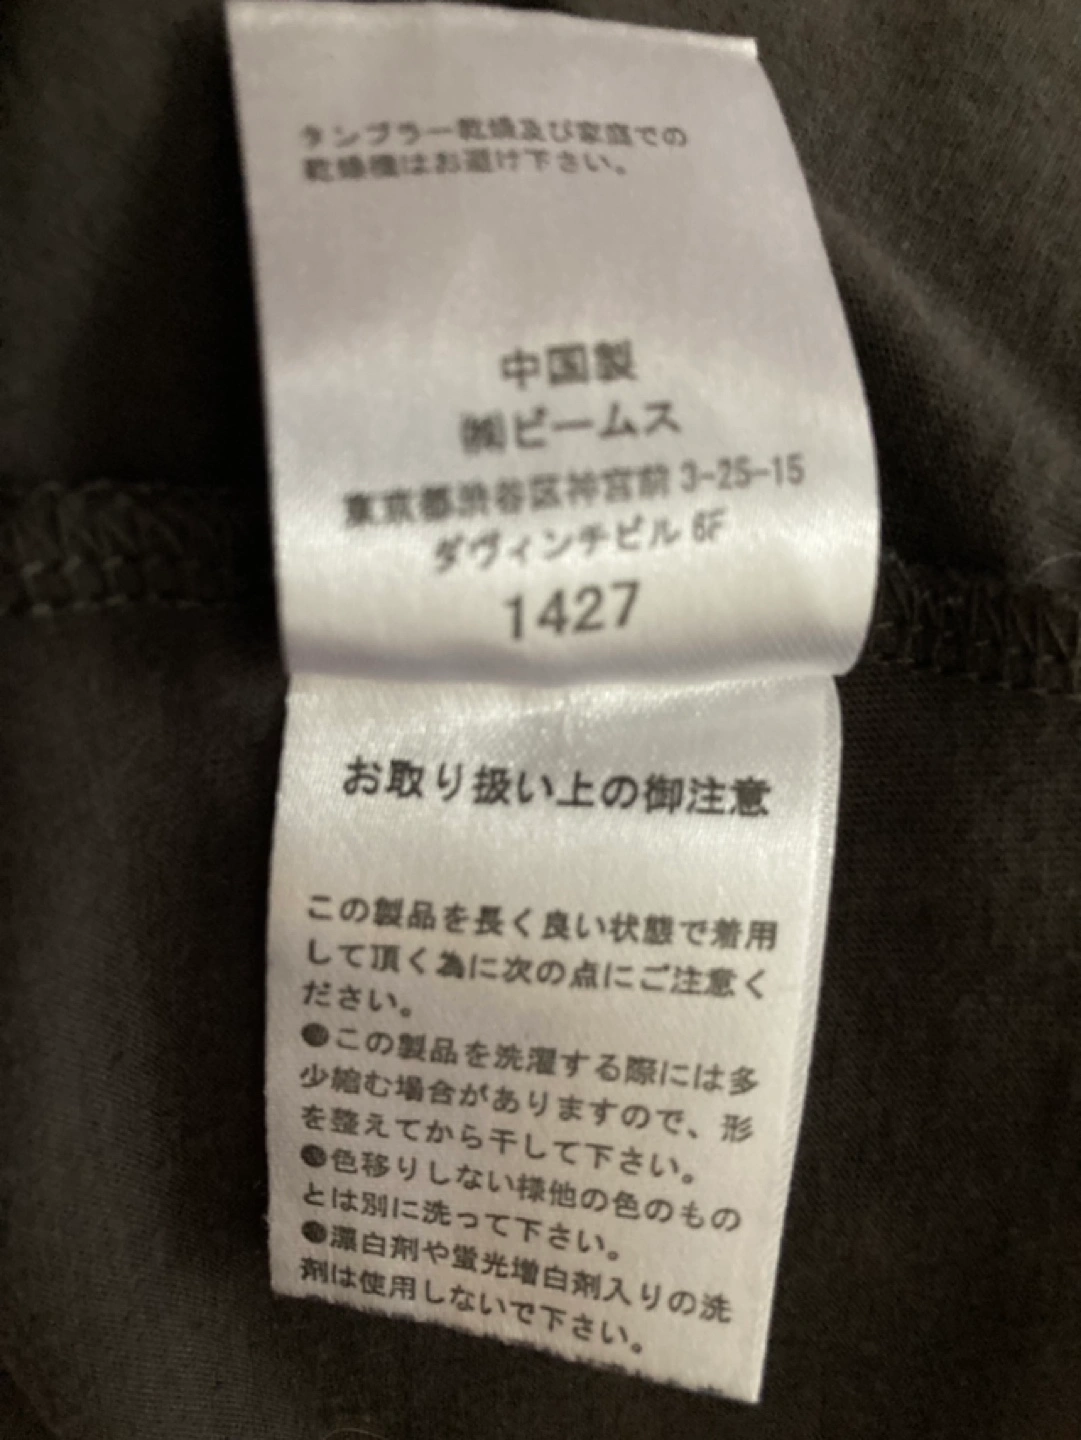 タンブラー乾燥及び家庭での
乾燥機はお避け下さい。
中国製
㈱ビームス
東京都渋谷区神宮前 3-25-15
ダヴィンチビル 6F
1427
お取り扱い上の御注意
この製品を長く良い状態で着用
して頂く為に次の点にご注意く
ださい。
●この製品を洗濯する際には多
少縮む場合がありますので、形
を整えてから干して下さい。
●色移りしない様他の色のもの
とは別に洗って下さい。
●漂白剤や蛍光増白剤入りの洗
剤は使用しないで下さい。